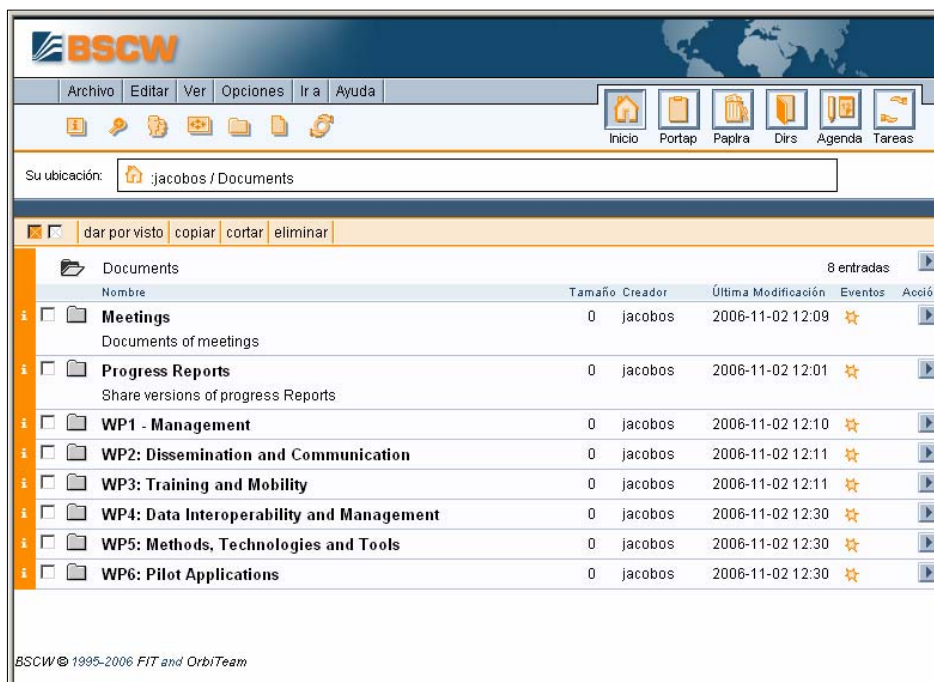 BSCW
Archivo Editar Ver Opciones Ir a Ayuda
Inicio Portap Paplra Dirs Agenda Tareas
Su ubicación: :jacobos / Documents
dar por visto copiar cortar eliminar
Documents 8 entradas
Nombre Tamaño Creador Última Modificación Eventos Acció
Meetings 0 jacobos 2006-11-02 12:09
Documents of meetings
Progress Reports 0 jacobos 2006-11-02 12:01
Share versions of progress Reports
WP1 - Management 0 jacobos 2006-11-02 12:10
WP2: Dissemination and Communication 0 jacobos 2006-11-02 12:11
WP3: Training and Mobility 0 jacobos 2006-11-02 12:11
WP4: Data Interoperability and Management 0 jacobos 2006-11-02 12:30
WP5: Methods, Technologies and Tools 0 jacobos 2006-11-02 12:30
WP6: Pilot Applications 0 jacobos 2006-11-02 12:30
BSCW © 1995-2006 FIT and OrbiTeam